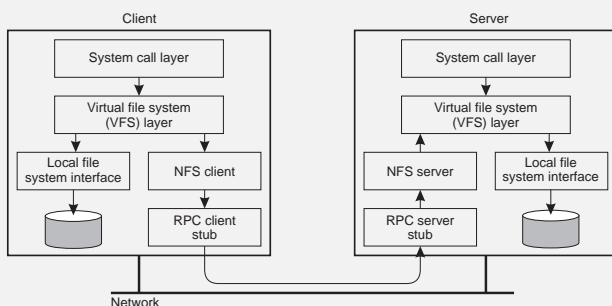 Client
Server
System call layer
System call layer
Virtual file system
(VFS) layer
Virtual file system
(VFS) layer
Local file
system interface
NFS client
NFS server
Local file
system interface
RPC client
stub
RPC server
stub
Network